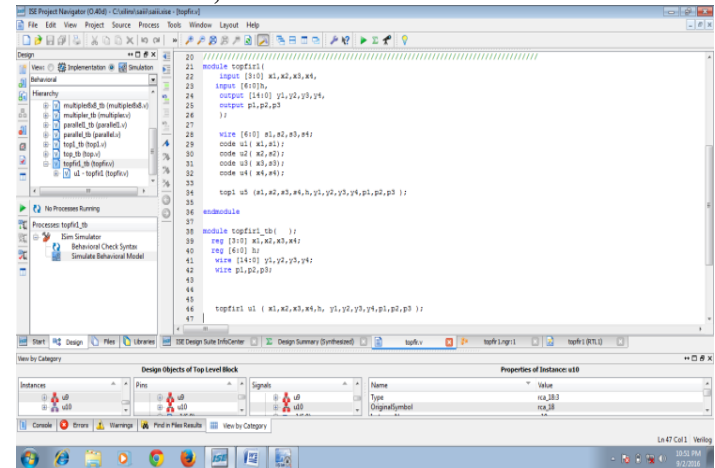 ISE Project Navigator (O.40d) - C:\xilinx\saiii\saiii.xise - [topfir.v]
File Edit View Project Source Process Tools Window Layout Help
Design
View: Implementation Simulation
Behavioral
Hierarchy
multiplier8x8_tb (multiplier8x8.v)
multipler_tb (multipler.v)
parallel1_tb (parallel1.v)
parallel_tb (parallel.v)
top1_tb (top1.v)
top_tb (top.v)
topfir1_tb (topfir.v)
u1 - topfir1 (topfir.v)
No Processes Running
Processes: topfir1_tb
ISim Simulator
Behavioral Check Syntax
Simulate Behavioral Model
20 ////////////////////////////////////////////////////////////////////////////////
21 module topfir1(
22 input [3:0] x1,x2,x3,x4,
23 input [6:0]h,
24 output [14:0] y1,y2,y3,y4,
25 output p1,p2,p3
26 );
27
28 wire [6:0] s1,s2,s3,s4;
29 code u1( x1,s1);
30 code u2( x2,s2);
31 code u3( x3,s3);
32 code u4( x4,s4);
33
34 top1 u5 (s1,s2,s3,s4,h,y1,y2,y3,y4,p1,p2,p3 );
35
36 endmodule
37
38 module topfir1_tb( );
39 reg [3:0] x1,x2,x3,x4;
40 reg [6:0] h;
41 wire [14:0] y1,y2,y3,y4;
42 wire p1,p2,p3;
43
44
45
46 topfir1 u1 ( x1,x2,x3,x4,h, y1,y2,y3,y4,p1,p2,p3 );
47
Start Design Files Libraries ISE Design Suite InfoCenter Design Summary (Synthesized) topfir.v topfir1.ngr:1 topfir1 (RTL1)
View by Category
Design Objects of Top Level Block Properties of Instance: u10
Instances Pins Signals Name Value
u9 u9 u9 Type rca_18:3
u10 u10 u10 OriginalSymbol rca_18
Console Errors Warnings Find in Files Results View by Category
Ln 47 Col 1 Verilog
10:51 PM
9/2/2016